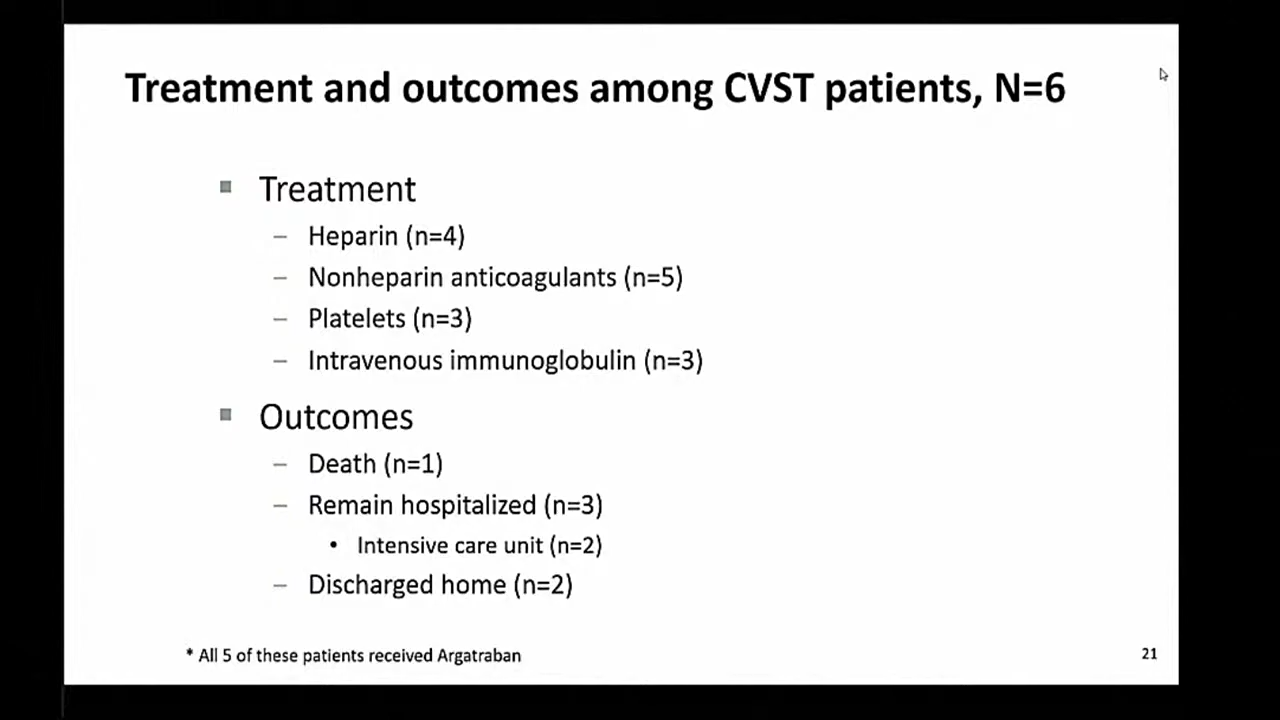 Treatment and outcomes among CVST patients, N=6
▪ Treatment
– Heparin (n=4)
– Nonheparin anticoagulants (n=5)
– Platelets (n=3)
– Intravenous immunoglobulin (n=3)
▪ Outcomes
– Death (n=1)
– Remain hospitalized (n=3)
• Intensive care unit (n=2)
– Discharged home (n=2)
* All 5 of these patients received Argatraban
21